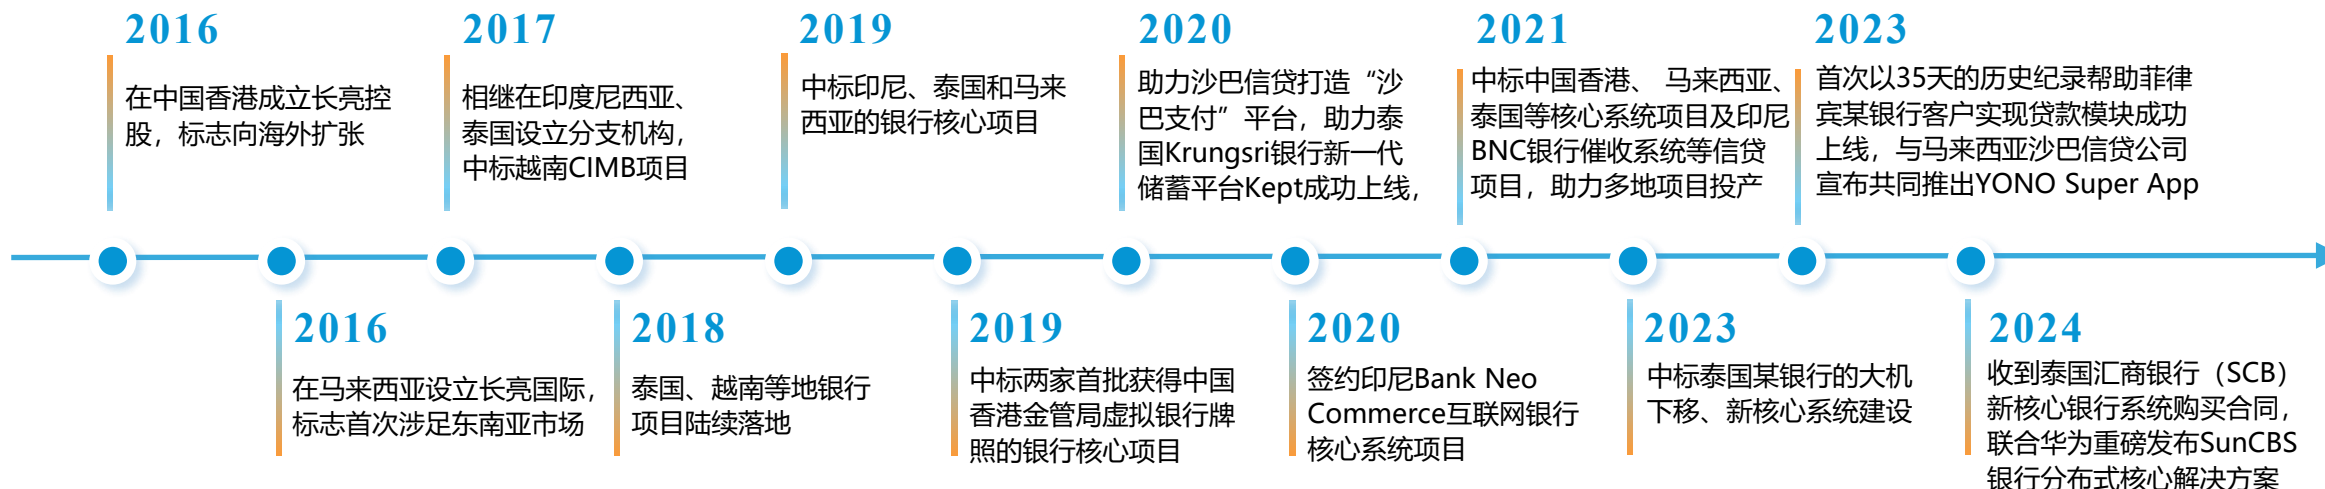 2016
在中国香港成立长亮控
股，标志向海外扩张
2017
相继在印度尼西亚、
泰国设立分支机构，
中标越南CIMB项目
2019
中标印尼、泰国和马来
西亚的银行核心项目
2020
助力沙巴信贷打造“沙
巴支付”平台，助力泰
国Krungsri银行新一代
储蓄平台Kept成功上线，
2021
中标中国香港、 马来西亚、
泰国等核心系统项目及印尼
BNC银行催收系统等信贷
项目，助力多地项目投产
2023
首次以35天的历史纪录帮助菲律
宾某银行客户实现贷款模块成功
上线，与马来西亚沙巴信贷公司
宣布共同推出YONO Super App
2016
在马来西亚设立长亮国际，
标志首次涉足东南亚市场
2018
泰国、越南等地银行
项目陆续落地
2019
中标两家首批获得中国
香港金管局虚拟银行牌
照的银行核心项目
2020
签约印尼Bank Neo
Commerce互联网银行
核心系统项目
2023
中标泰国某银行的大机
下移、新核心系统建设
2024
收到泰国汇商银行（SCB）
新核心银行系统购买合同，
联合华为重磅发布SunCBS
银行分布式核心解决方案